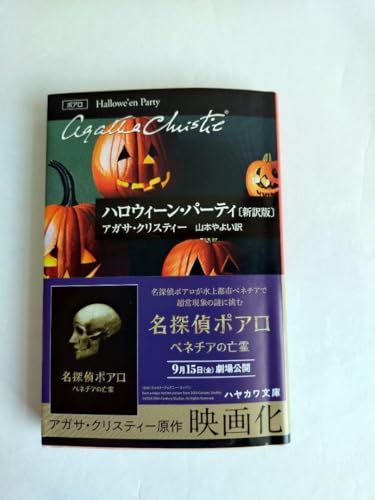 ポアロ Hallowe'en Party
Agatha Christie®
ハロウィーン・パーティ〔新訳版〕
アガサ・クリスティー 山本やよい訳
名探偵ポアロが水上都市ベネチアで
超常現象の謎に挑む
名探偵ポアロ
ベネチアの亡霊
9月15日(金)劇場公開
名探偵ポアロ
ベネチアの亡霊
ハヤカワ文庫
アガサ・クリスティー原作 映画化